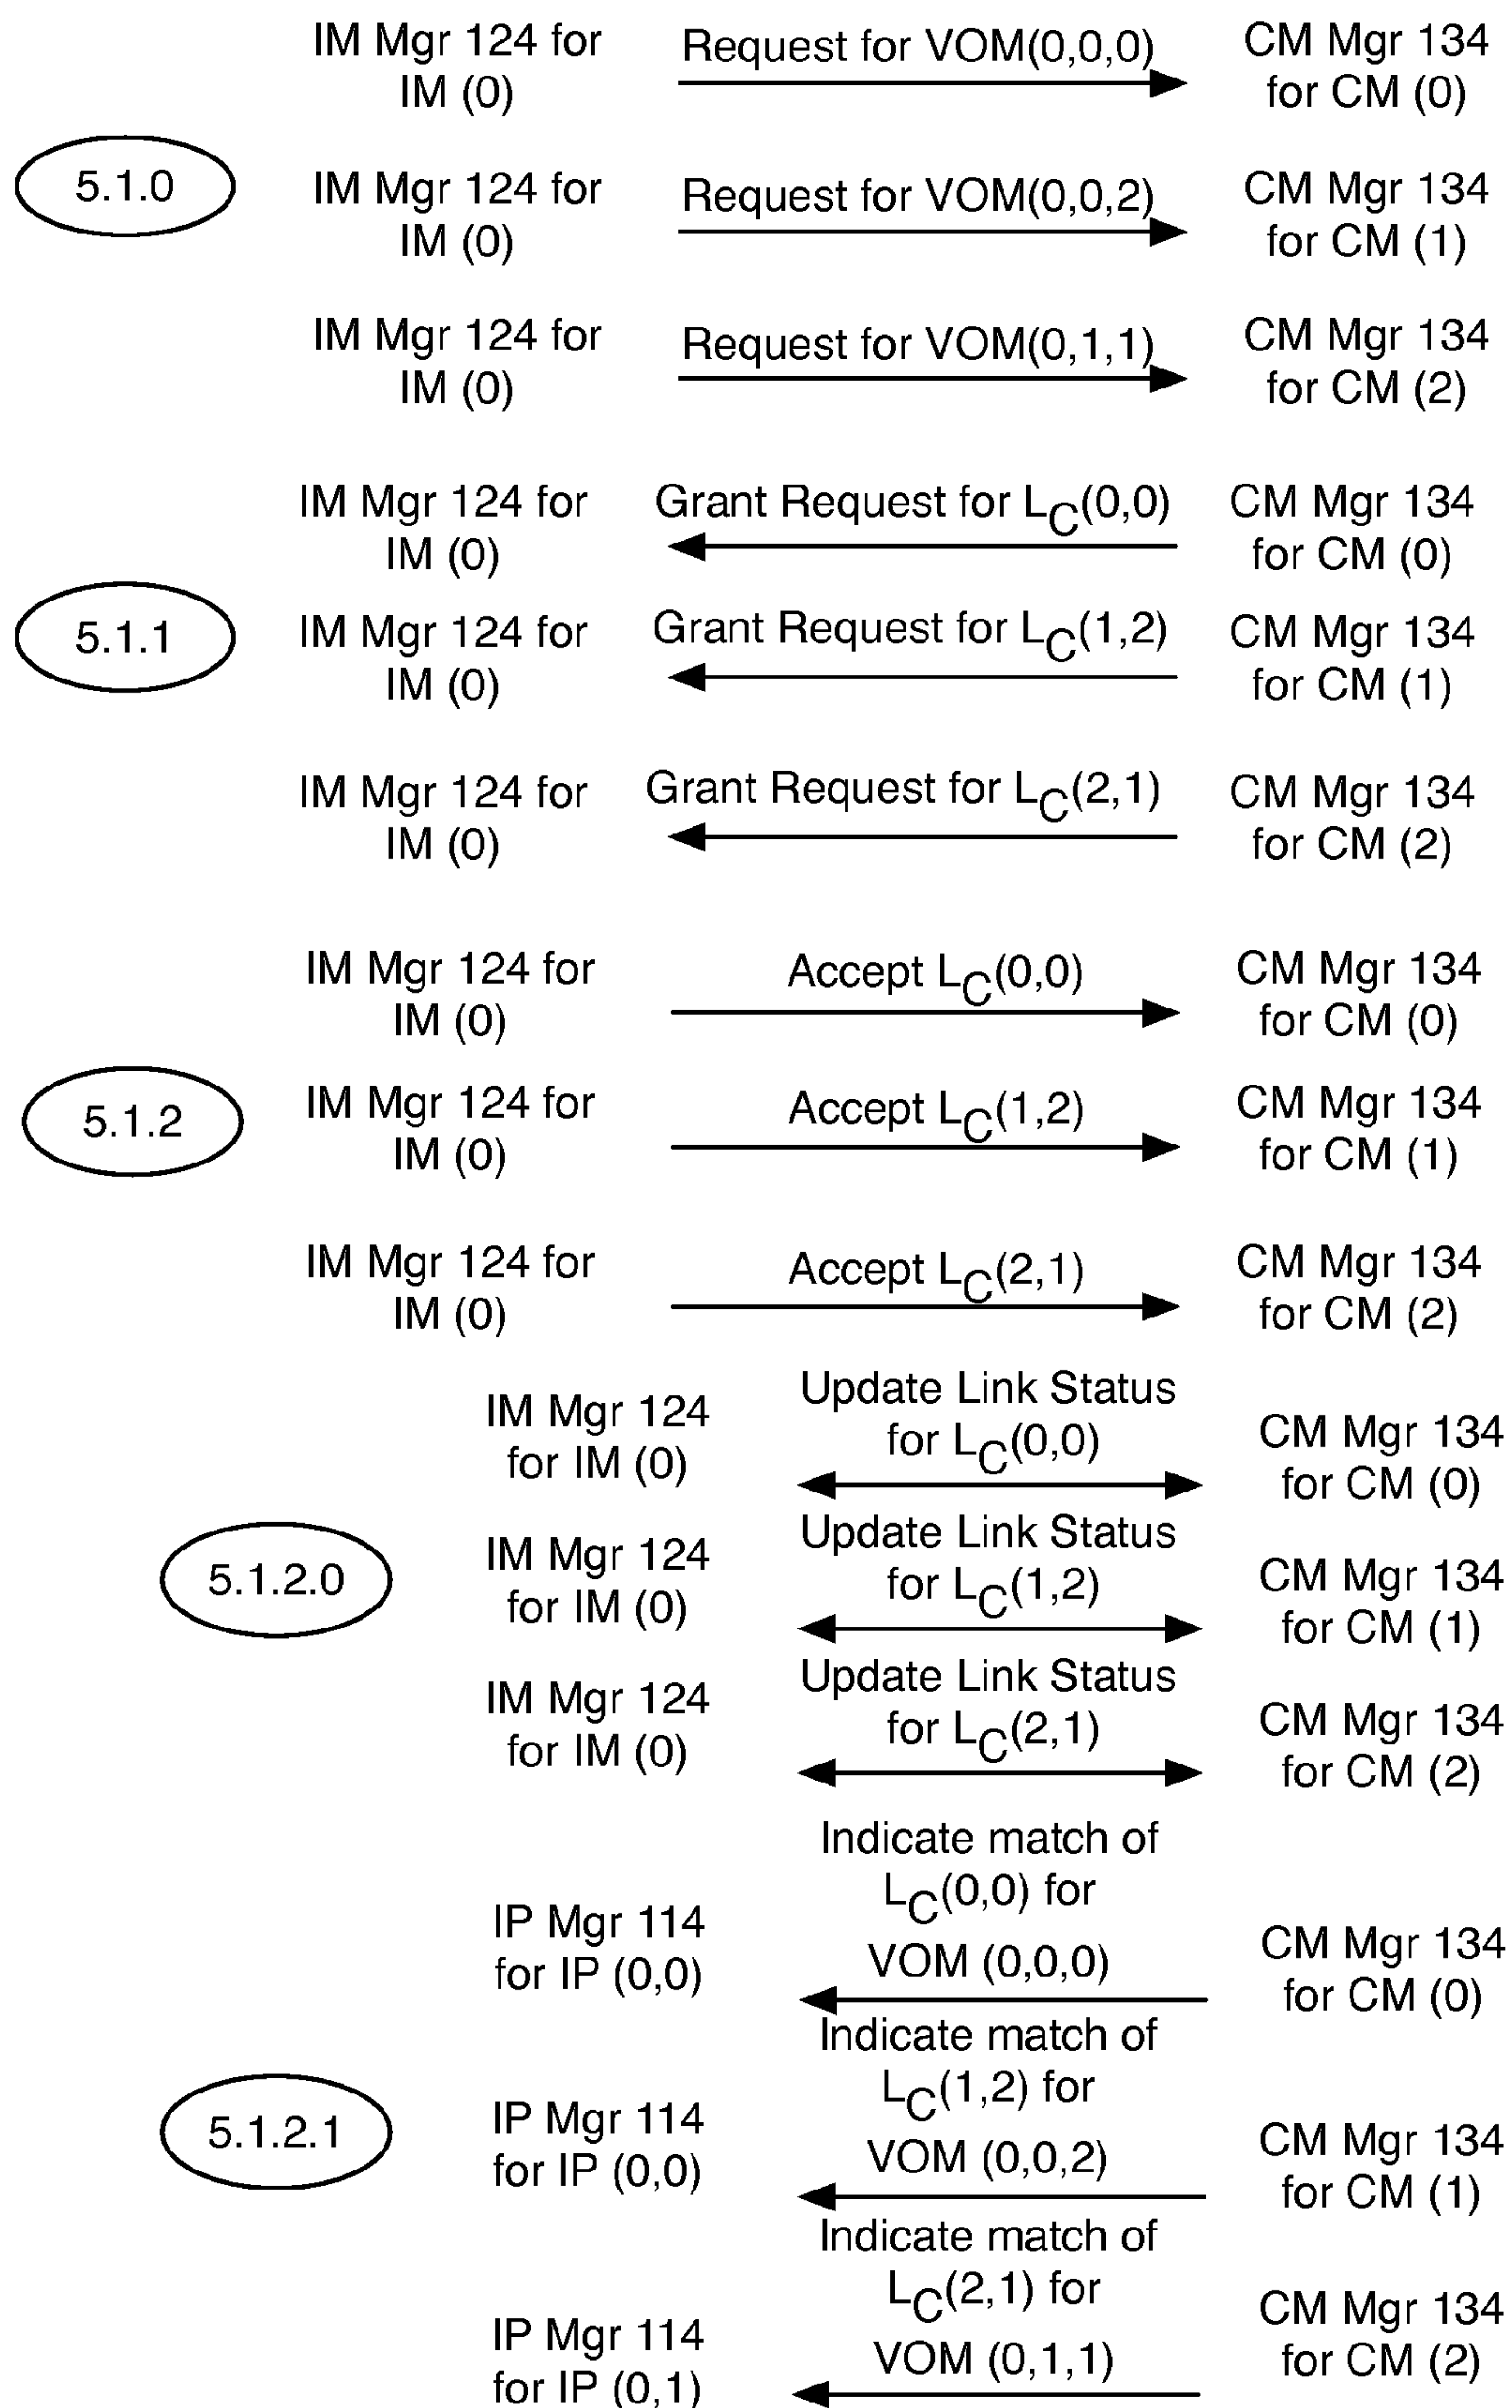 IM Mgr 124 for
IM (0)
Request for VOM(0,0,0)
CM Mgr 134
for CM (0)
5.1.0
IM Mgr 124 for
IM (0)
Request for VOM(0,0,2)
CM Mgr 134
for CM (1)
IM Mgr 124 for
IM (0)
Request for VOM(0,1,1)
CM Mgr 134
for CM (2)
IM Mgr 124 for
IM (0)
Grant Request for LC(0,0)
CM Mgr 134
for CM (0)
5.1.1
IM Mgr 124 for
IM (0)
Grant Request for LC(1,2)
CM Mgr 134
for CM (1)
IM Mgr 124 for
IM (0)
Grant Request for LC(2,1)
CM Mgr 134
for CM (2)
IM Mgr 124 for
IM (0)
Accept LC(0,0)
CM Mgr 134
for CM (0)
5.1.2
IM Mgr 124 for
IM (0)
Accept LC(1,2)
CM Mgr 134
for CM (1)
IM Mgr 124 for
IM (0)
Accept LC(2,1)
CM Mgr 134
for CM (2)
IM Mgr 124
for IM (0)
Update Link Status
for LC(0,0)
CM Mgr 134
for CM (0)
5.1.2.0
IM Mgr 124
for IM (0)
Update Link Status
for LC(1,2)
CM Mgr 134
for CM (1)
IM Mgr 124
for IM (0)
Update Link Status
for LC(2,1)
CM Mgr 134
for CM (2)
IP Mgr 114
for IP (0,0)
Indicate match of
LC(0,0) for
VOM (0,0,0)
CM Mgr 134
for CM (0)
5.1.2.1
IP Mgr 114
for IP (0,0)
Indicate match of
LC(1,2) for
VOM (0,0,2)
CM Mgr 134
for CM (1)
IP Mgr 114
for IP (0,1)
Indicate match of
LC(2,1) for
VOM (0,1,1)
CM Mgr 134
for CM (2)